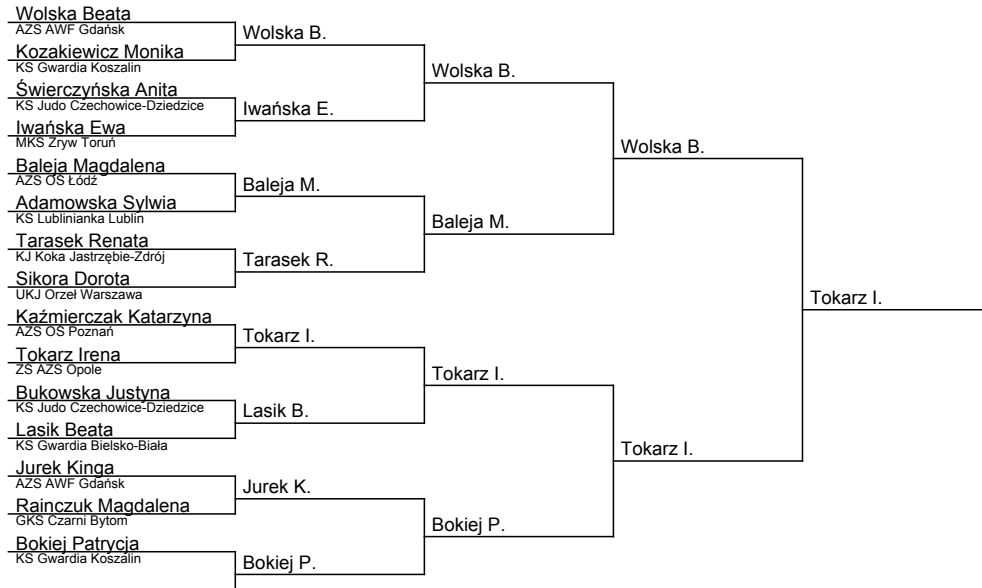 Wolska Beata
AZS AWF Gdańsk
Kozakiewicz Monika
KS Gwardia Koszalin
Świerczyńska Anita
KS Judo Czechowice-Dziedzice
Iwańska Ewa
MKS Zryw Toruń
Baleja Magdalena
AZS OŚ Łódź
Adamowska Sylwia
KS Lublinianka Lublin
Tarasek Renata
KJ Koka Jastrzębie-Zdrój
Sikora Dorota
UKJ Orzeł Warszawa
Kaźmierczak Katarzyna
AZS OŚ Poznań
Tokarz Irena
ZS AZS Opole
Bukowska Justyna
KS Judo Czechowice-Dziedzice
Lasik Beata
KS Gwardia Bielsko-Biała
Jurek Kinga
AZS AWF Gdańsk
Rainczuk Magdalena
GKS Czarni Bytom
Bokiej Patrycja
KS Gwardia Koszalin
Wolska B.
Iwańska E.
Baleja M.
Tarasek R.
Tokarz I.
Lasik B.
Jurek K.
Bokiej P.
Wolska B.
Baleja M.
Tokarz I.
Bokiej P.
Wolska B.
Tokarz I.
Tokarz I.